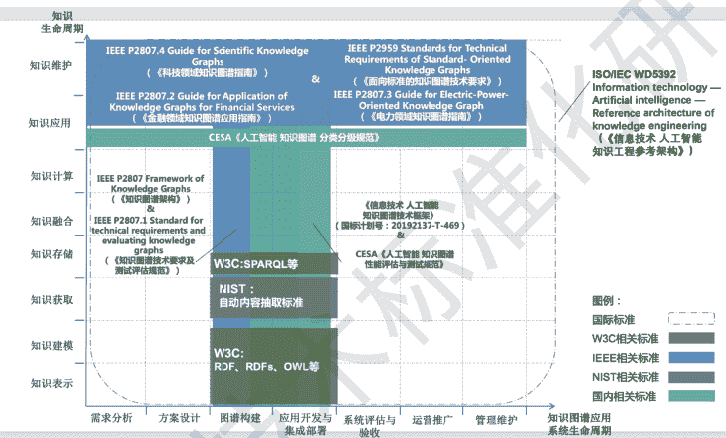 知识
生命周期
知识维护
知识应用
知识计算
知识融合
知识存储
知识获取
知识建模
知识表示
IEEE P2807.4 Guide for Scientific Knowledge
Graphs
(《科技领域知识图谱指南》)
IEEE P2959 Standards for Technical
Requirements of Standard- Oriented
Knowledge Graphs
(《面向标准的知识图谱技术要求》)
&
IEEE P2807.2 Guide for Application of
Knowledge Graphs for Financial Services
(《金融领域知识图谱应用指南》)
IEEE P2807.3 Guide for Electric-Power-
Oriented Knowledge Graph
(《电力领域知识图谱指南》)
CESA《人工智能 知识图谱 分类分级规范》
IEEE P2807 Framework of
Knowledge Graphs
(《知识图谱架构》)
&
IEEE P2807.1 Standard for
technical requirements and
evaluating knowledge
graphs
(《知识图谱技术要求及
测试评估规范》)
《信息技术 人工智能
知识图谱技术框架》
(国标计划号:20192137-T-469)
&
CESA《人工智能 知识图谱
性能评估与测试规范》
W3C:SPARQL等
NIST:
自动内容抽取标准
W3C:
RDF、RDFs、OWL等
ISO/IEC WD5392
Information technology —
Artificial intelligence —
Reference architecture of
knowledge engineering
(《信息技术 人工智能
知识工程参考架构》)
图例:
国际标准
W3C相关标准
IEEE相关标准
NIST相关标准
国内相关标准
需求分析
方案设计
图谱构建
应用开发与
集成部署
系统评估与
验收
运营推广
管理维护
知识图谱应用
系统生命周期
技术标准化研